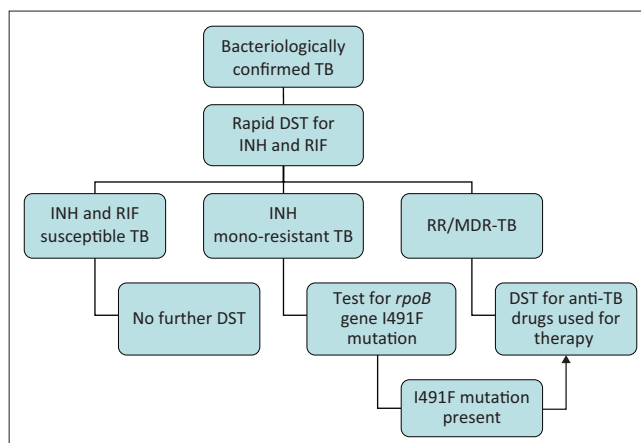 Bacteriologically
confirmed TB
Rapid DST for
INH and RIF
INH and RIF
susceptible TB
INH
mono-resistant TB
RR/MDR-TB
No further DST
Test for rpoB
gene I491F
mutation
DST for anti-TB
drugs used for
therapy
I491F mutation
present